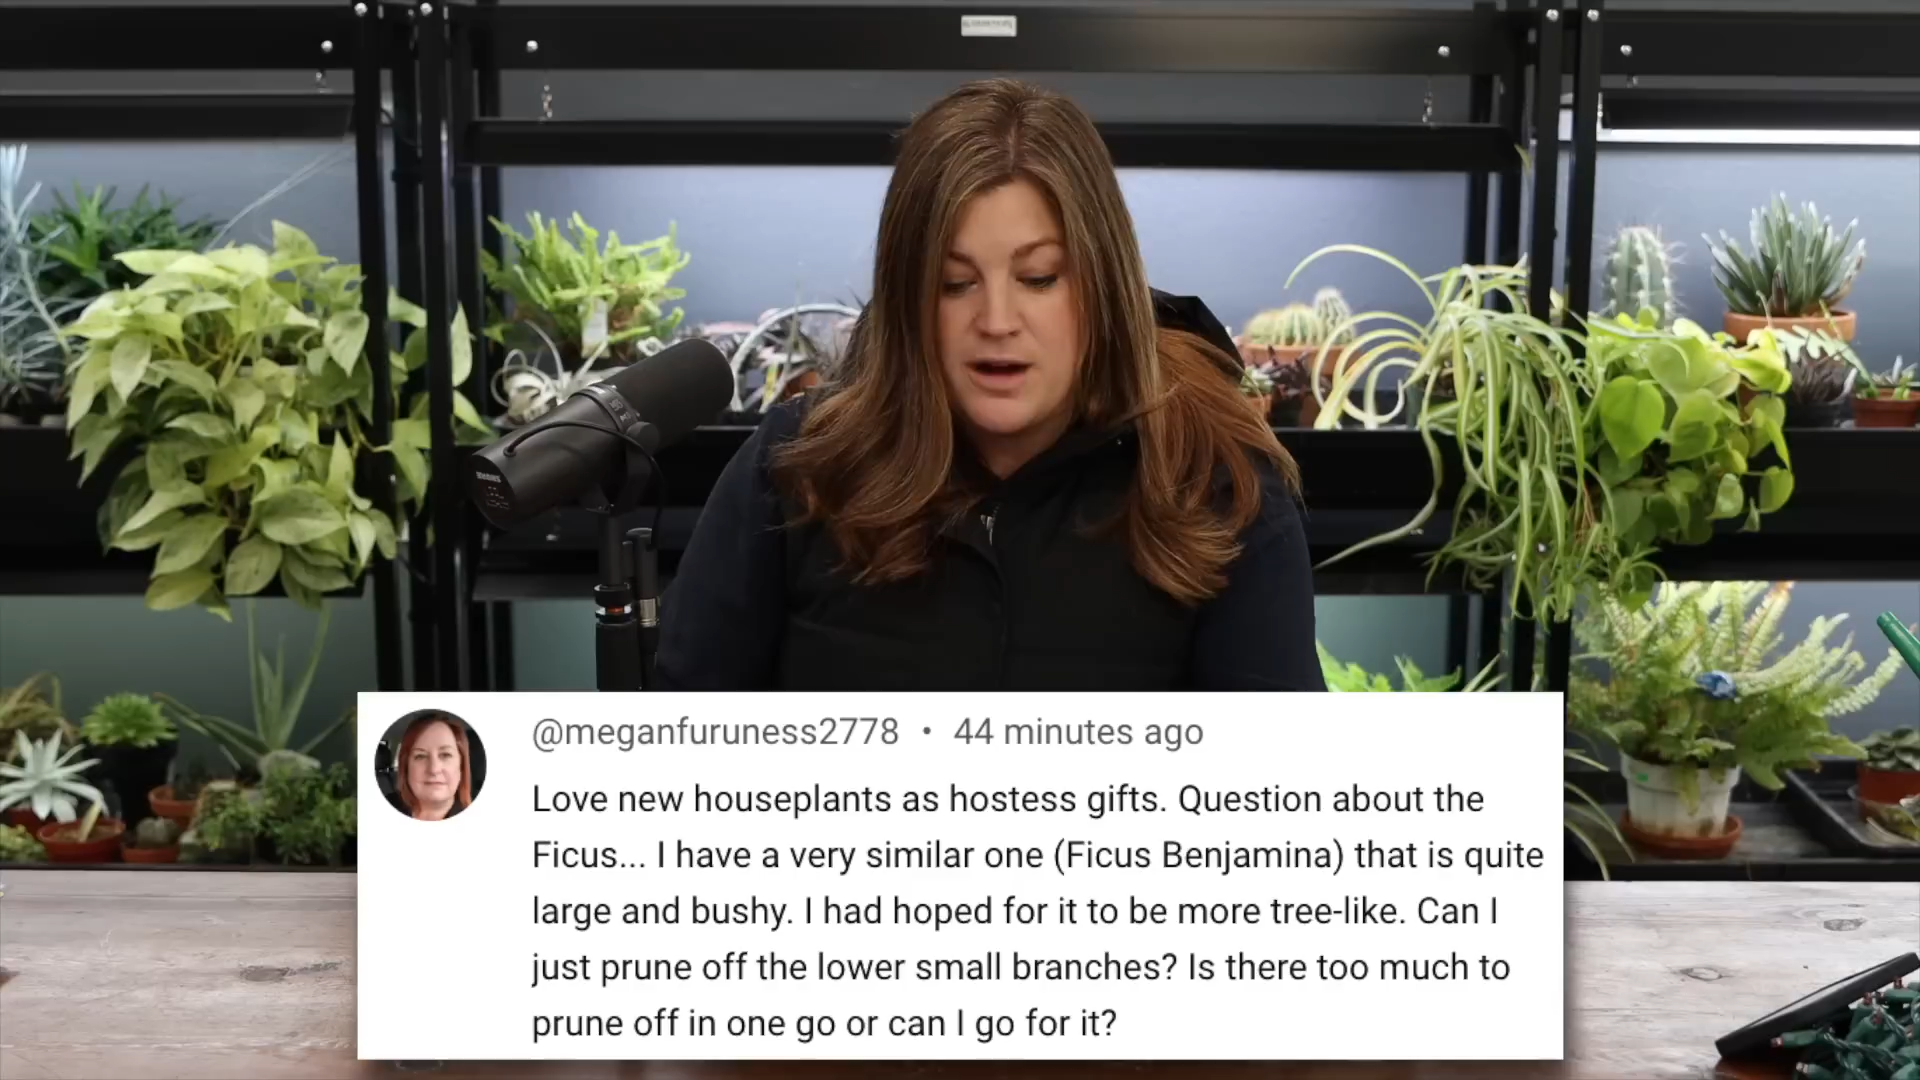 @meganfuruness2778 • 44 minutes ago
Love new houseplants as hostess gifts. Question about the
Ficus... I have a very similar one (Ficus Benjamina) that is quite
large and bushy. I had hoped for it to be more tree-like. Can I
just prune off the lower small branches? Is there too much to
prune off in one go or can I go for it?